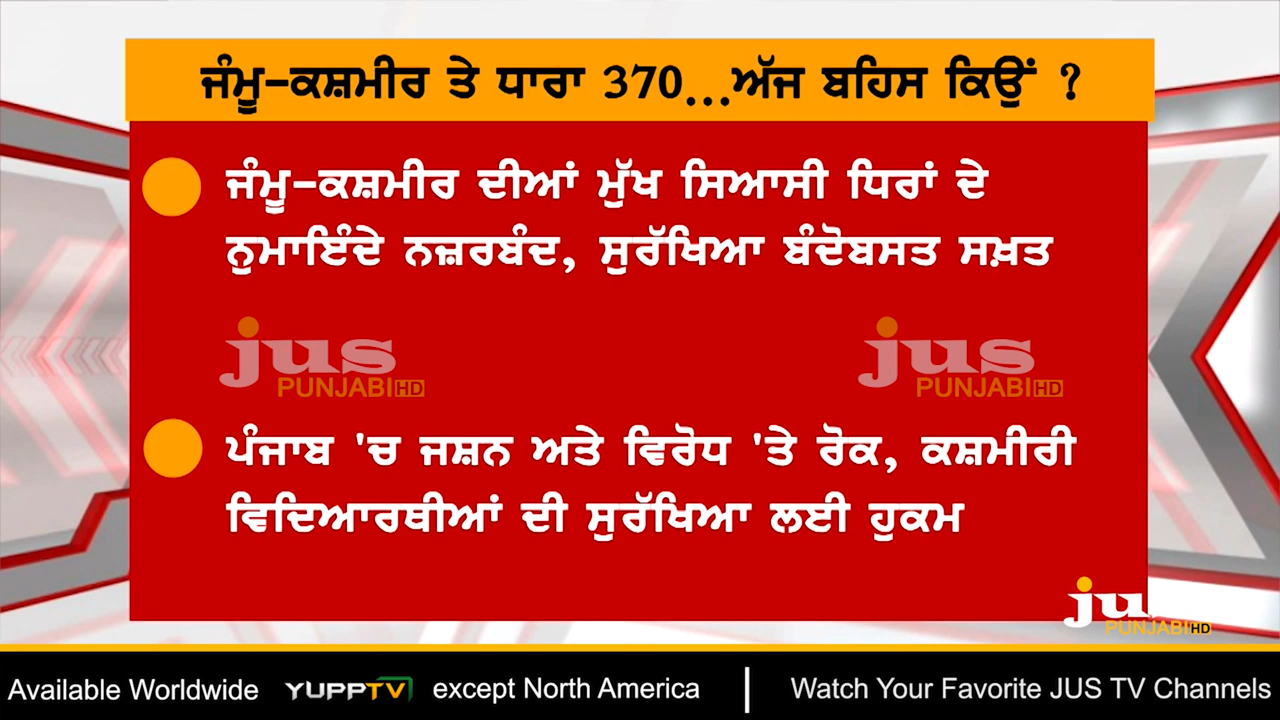 ਜੰਮੂ-ਕਸ਼ਮੀਰ ਤੇ ਧਾਰਾ 370...ਅੱਜ ਬਹਿਸ ਕਿਉਂ ?
ਜੰਮੂ-ਕਸ਼ਮੀਰ ਦੀਆਂ ਮੁੱਖ ਸਿਆਸੀ ਧਿਰਾਂ ਦੇ
ਨੁਮਾਇੰਦੇ ਨਜ਼ਰਬੰਦ, ਸੁਰੱਖਿਆ ਬੰਦੋਬਸਤ ਸਖ਼ਤ
jus jus
PUNJABI HD PUNJABI HD
ਪੰਜਾਬ 'ਚ ਜਸ਼ਨ ਅਤੇ ਵਿਰੋਧ 'ਤੇ ਰੋਕ, ਕਸ਼ਮੀਰੀ
ਵਿਦਿਆਰਥੀਆਂ ਦੀ ਸੁਰੱਖਿਆ ਲਈ ਹੁਕਮ
jus
PUNJABI HD
Available Worldwide YUPPTV except North America | Watch Your Favorite JUS TV Channels